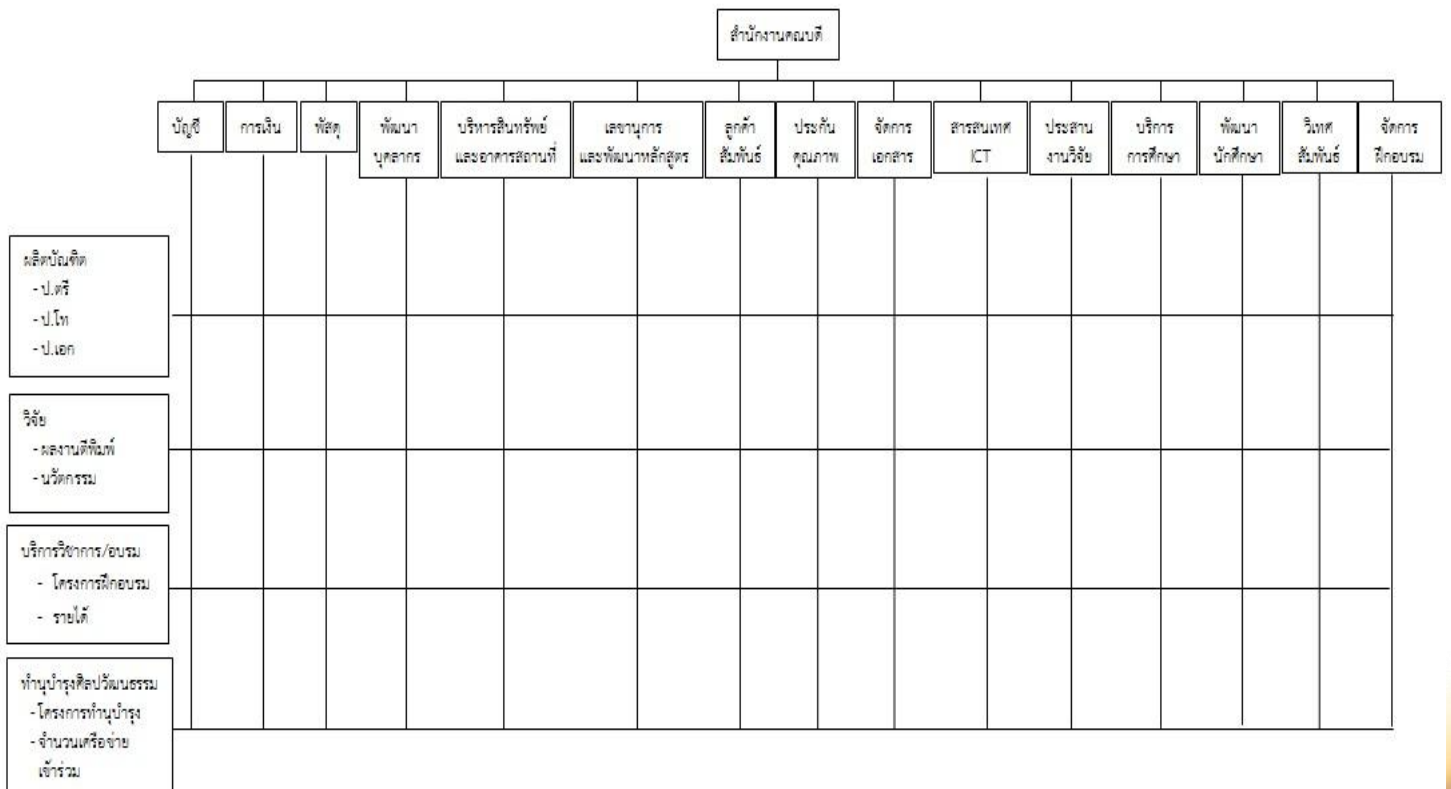 สำนักงานคณบดี
บัญชี
การเงิน
พัสดุ
พัฒนา
บุคลากร
บริหารสินทรัพย์
และอาคารสถานที่
เลขานุการ
และพัฒนาหลักสูตร
ลูกค้า
สัมพันธ์
ประกัน
คุณภาพ
จัดการ
เอกสาร
สารสนเทศ
ICT
ประสาน
งานวิจัย
บริการ
การศึกษา
พัฒนา
นักศึกษา
วิเทศ
สัมพันธ์
จัดการ
ฝึกอบรม
ผลิตบัณฑิต
- ป.ตรี
- ป.โท
- ป.เอก
วิจัย
- ผลงานตีพิมพ์
- นวัตกรรม
บริการวิชาการ/อบรม
- โครงการฝึกอบรม
- รายได้
ทำนุบำรุงศิลปวัฒนธรรม
- โครงการทำนุบำรุง
- จำนวนเครือข่าย
เข้าร่วม